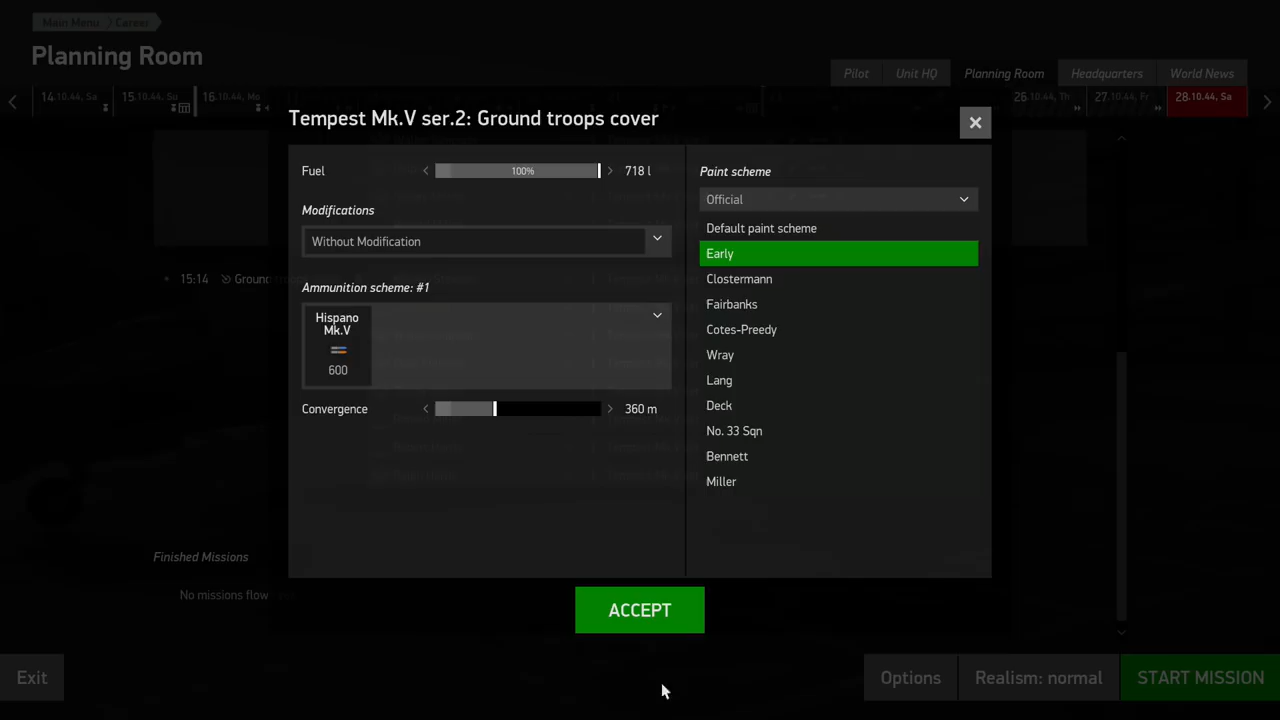 Main Menu Career
Planning Room
Pilot Unit HQ Planning Room Headquarters World News
14.10.44, Sa 15.10.44, Su 16.10.44, Mo 26.10.44, Th 27.10.44, Fr 28.10.44, Sa
Tempest Mk.V ser.2: Ground troops cover
Fuel 100% 718 l
Modifications
Without Modification
Ammunition scheme: #1
Hispano
Mk.V
600
Convergence 360 m
Paint scheme
Official
Default paint scheme
Early
Clostermann
Fairbanks
Cotes-Preedy
Wray
Lang
Deck
No. 33 Sqn
Bennett
Miller
15:14 Ground
Finished Missions
No missions flow
ACCEPT
Exit Options Realism: normal START MISSION